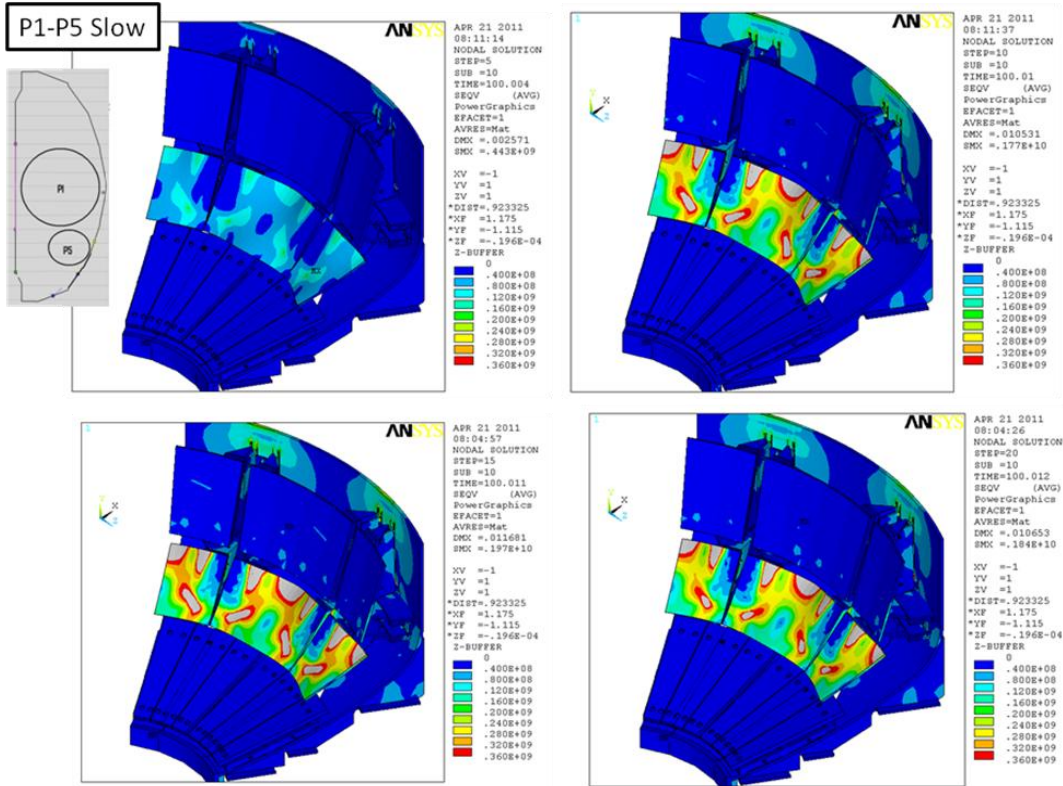 P1-P5 Slow
P1
P5
ANSYS
APR 21 2011
08:11:14
NODAL SOLUTION
STEP=5
SUB =10
TIME=100.004
SEQV (AVG)
PowerGraphics
EFACET=1
AVRES=Mat
DMX =.002571
SMX =.443E+09
XV =-1
YV =1
ZV =1
*DIST=.923325
*XF =1.175
*YF =-1.115
*ZF =-.196E-04
Z-BUFFER
0
.400E+08
.800E+08
.120E+09
.160E+09
.200E+09
.240E+09
.280E+09
.320E+09
.360E+09
1
ANSYS
APR 21 2011
08:11:37
NODAL SOLUTION
STEP=10
SUB =10
TIME=100.01
SEQV (AVG)
PowerGraphics
EFACET=1
AVRES=Mat
DMX =.010531
SMX =.177E+10
Y
X
Z
XV =-1
YV =1
ZV =1
*DIST=.923325
*XF =1.175
*YF =-1.115
*ZF =-.196E-04
Z-BUFFER
0
.400E+08
.800E+08
.120E+09
.160E+09
.200E+09
.240E+09
.280E+09
.320E+09
.360E+09
1
ANSYS
APR 21 2011
08:04:57
NODAL SOLUTION
STEP=15
SUB =10
TIME=100.011
SEQV (AVG)
PowerGraphics
EFACET=1
AVRES=Mat
DMX =.011681
SMX =.197E+10
Y
X
Z
XV =-1
YV =1
ZV =1
*DIST=.923325
*XF =1.175
*YF =-1.115
*ZF =-.196E-04
Z-BUFFER
0
.400E+08
.800E+08
.120E+09
.160E+09
.200E+09
.240E+09
.280E+09
.320E+09
.360E+09
1
ANSYS
APR 21 2011
08:04:26
NODAL SOLUTION
STEP=20
SUB =10
TIME=100.012
SEQV (AVG)
PowerGraphics
EFACET=1
AVRES=Mat
DMX =.010653
SMX =.184E+10
Y
X
Z
XV =-1
YV =1
ZV =1
*DIST=.923325
*XF =1.175
*YF =-1.115
*ZF =-.196E-04
Z-BUFFER
0
.400E+08
.800E+08
.120E+09
.160E+09
.200E+09
.240E+09
.280E+09
.320E+09
.360E+09